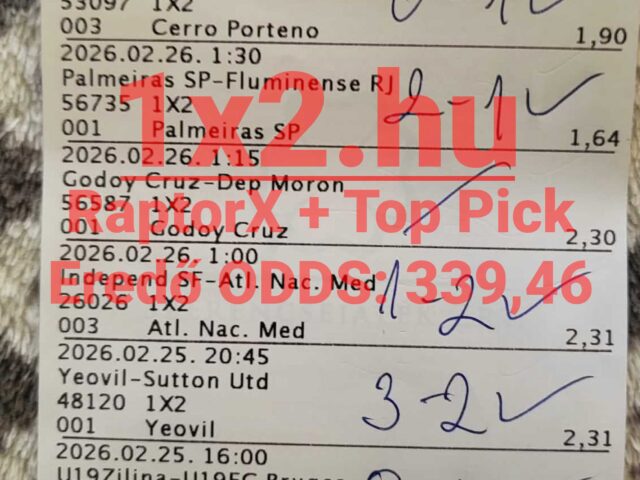 53097 1X2
003 Cerro Porteno 1,90
2026.02.26. 1:30
Palmeiras SP-Fluminense RJ
56735 1X2 2-1
001 Palmeiras SP 1,64
1x2.hu
2026.02.26. 1:15
Godoy Cruz-Dep Moron
56587 1X2
RaptorX + Top Pick
001 Godoy Cruz 2,30
2026.02.26. 1:00
Eredő ODDS: 339,46
Independ SF-Atl. Nac. Med
26026 1X2 1-2
003 Atl. Nac. Med 2,31
2026.02.25. 20:45
Yeovil-Sutton Utd
48120 1X2 3-2
001 Yeovil 2,31
2026.02.25. 16:00